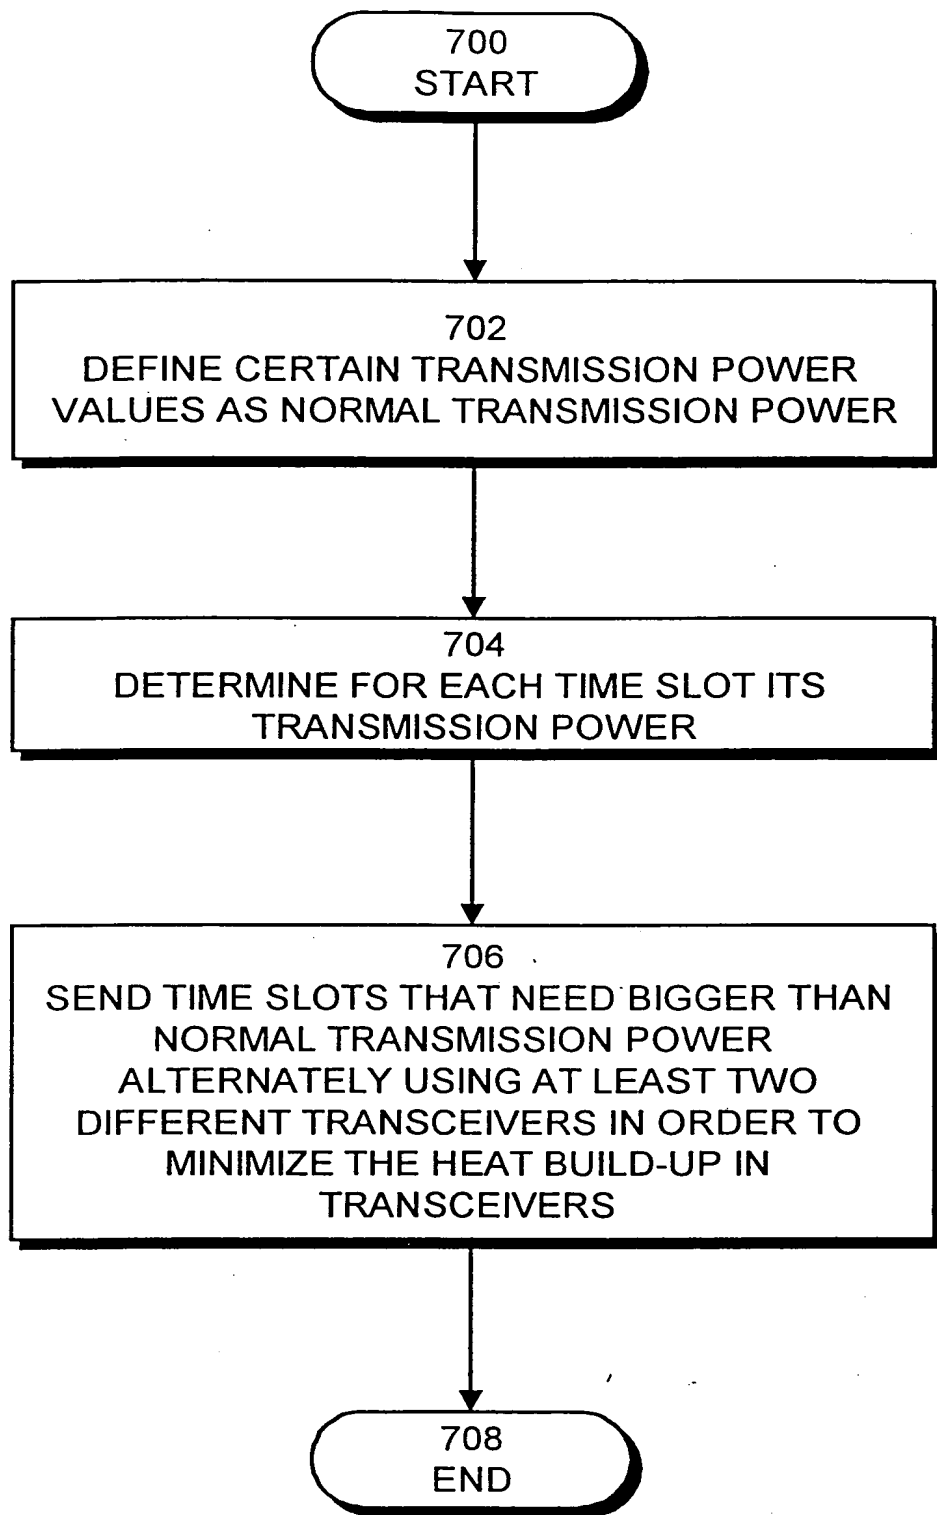 700
START
702
DEFINE CERTAIN TRANSMISSION POWER
VALUES AS NORMAL TRANSMISSION POWER
704
DETERMINE FOR EACH TIME SLOT ITS
TRANSMISSION POWER
706
SEND TIME SLOTS THAT NEED BIGGER THAN
NORMAL TRANSMISSION POWER
ALTERNATELY USING AT LEAST TWO
DIFFERENT TRANSCEIVERS IN ORDER TO
MINIMIZE THE HEAT BUILD-UP IN
TRANSCEIVERS
708
END